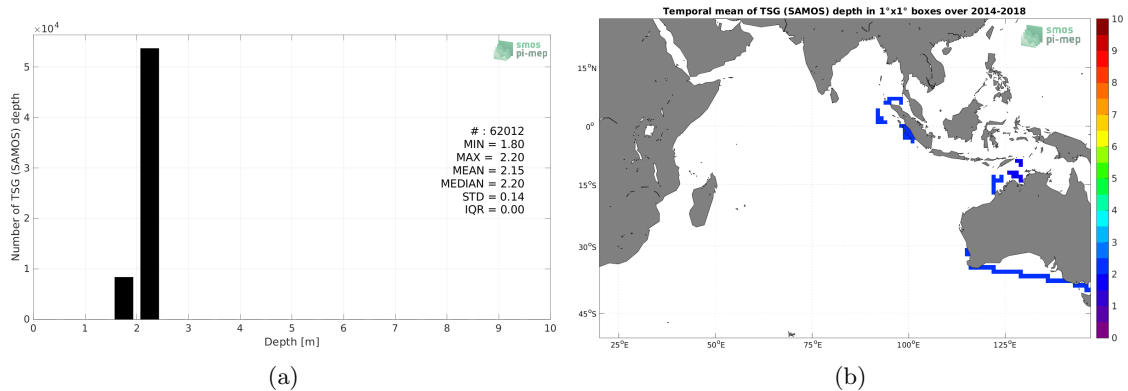 ×10⁴
5
4
3
2
1
0
Number of TSG (SAMOS) depth
smos
pi-mep
# : 62012
MIN = 1.80
MAX = 2.20
MEAN = 2.15
MEDIAN = 2.20
STD = 0.14
IQR = 0.00
0 1 2 3 4 5 6 7 8 9 10
Depth [m]
(a)
Temporal mean of TSG (SAMOS) depth in 1°x1° boxes over 2014-2018
smos
pi-mep
15°N
0°
15°S
30°S
45°S
25°E 50°E 75°E 100°E 125°E
10
9
8
7
6
5
4
3
2
1
0
(b)